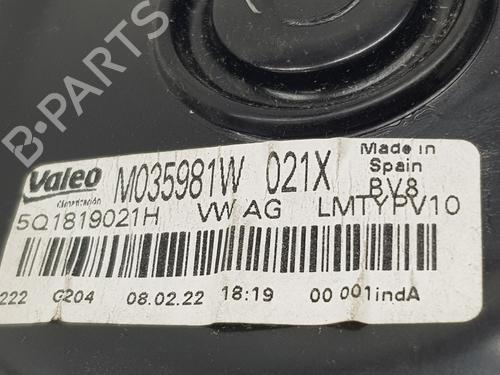 B-PARTS
Valeo
Climatización
M035981W 021X
Made in
Spain
BV8
5Q1819021H VW AG LMTYPV10
222 G204 08.02.22 18:19 00 001indA